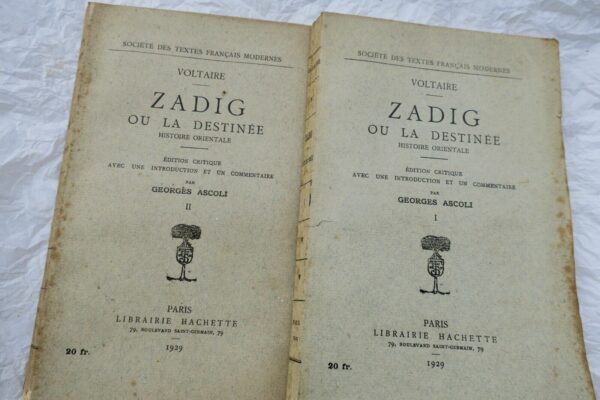 SOCIÉTÉ DES TEXTES FRANÇAIS MODERNES
VOLTAIRE
ZADIG
OU LA DESTINÉE
HISTOIRE ORIENTALE
ÉDITION CRITIQUE
AVEC UNE INTRODUCTION ET UN COMMENTAIRE
PAR
GEORGES ASCOLI
II
PARIS
LIBRAIRIE HACHETTE
79, BOULEVARD SAINT-GERMAIN, 79
1929
20 fr.
SOCIÉTÉ DES TEXTES FRANÇAIS MODERNES
VOLTAIRE
ZADIG
OU LA DESTINÉE
HISTOIRE ORIENTALE
ÉDITION CRITIQUE
AVEC UNE INTRODUCTION ET UN COMMENTAIRE
PAR
GEORGES ASCOLI
I
PARIS
LIBRAIRIE HACHETTE
79, BOULEVARD SAINT-GERMAIN, 79
1929
20 fr.